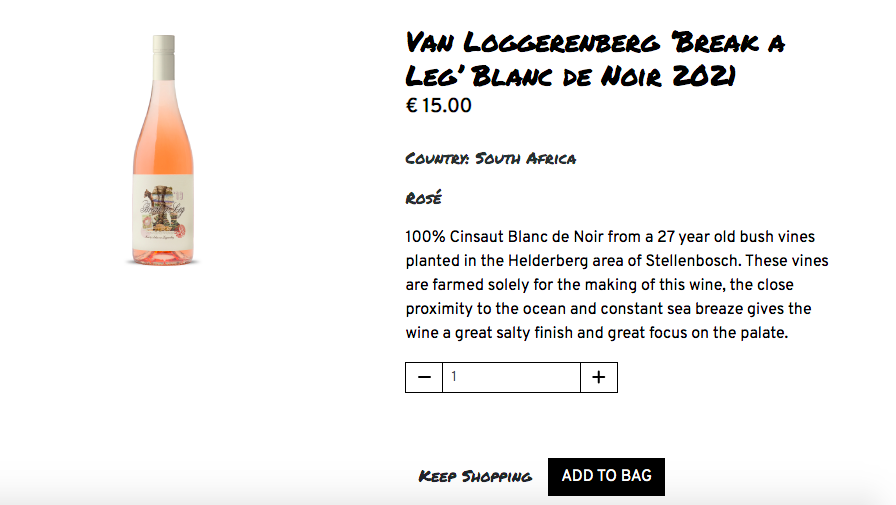 Van Loggerenberg 'Break a
Leg' Blanc de Noir 2021
€ 15.00
Country: South Africa
Rosé
100% Cinsaut Blanc de Noir from a 27 year old bush vines
planted in the Helderberg area of Stellenbosch. These vines
are farmed solely for the making of this wine, the close
proximity to the ocean and constant sea breaze gives the
wine a great salty finish and great focus on the palate.
− 1 +
Keep Shopping ADD TO BAG